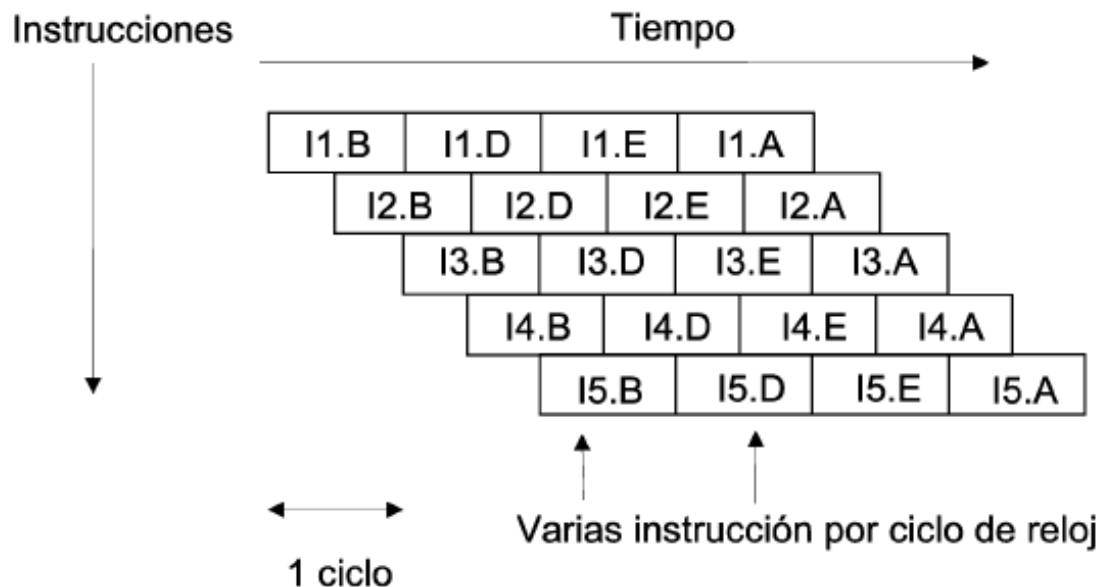 Instrucciones
Tiempo
I1.B I1.D I1.E I1.A
I2.B I2.D I2.E I2.A
I3.B I3.D I3.E I3.A
I4.B I4.D I4.E I4.A
I5.B I5.D I5.E I5.A
Varias instrucción por ciclo de reloj
1 ciclo